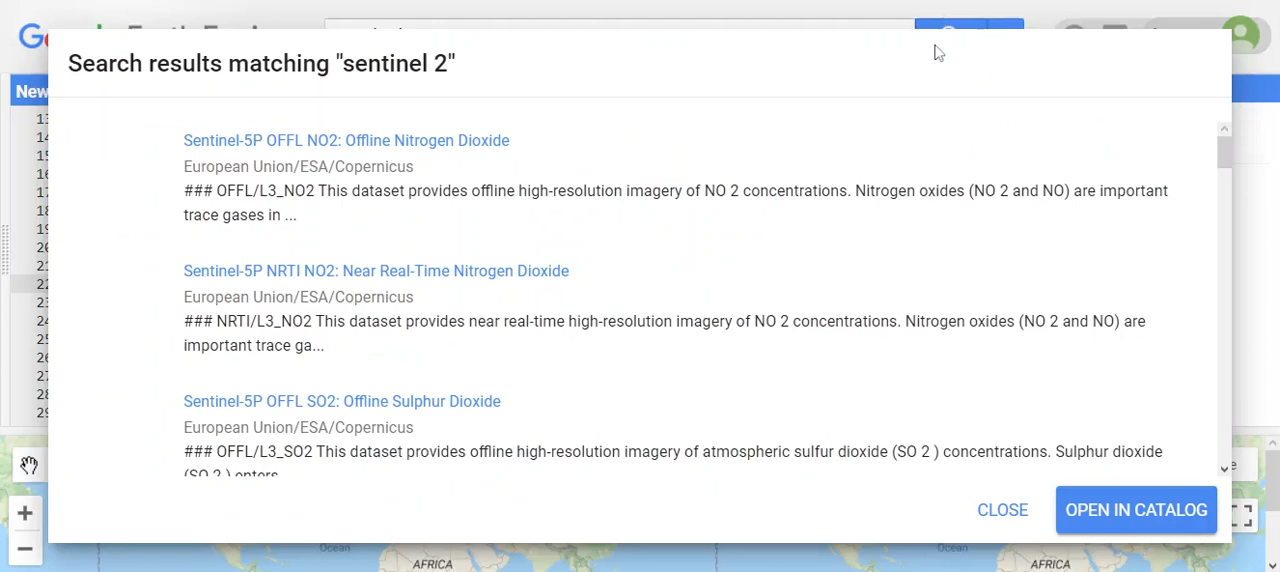 Search results matching "sentinel 2"
New
Sentinel-5P OFFL NO2: Offline Nitrogen Dioxide
European Union/ESA/Copernicus
### OFFL/L3_NO2 This dataset provides offline high-resolution imagery of NO 2 concentrations. Nitrogen oxides (NO 2 and NO) are important
trace gases in ...
Sentinel-5P NRTI NO2: Near Real-Time Nitrogen Dioxide
European Union/ESA/Copernicus
### NRTI/L3_NO2 This dataset provides near real-time high-resolution imagery of NO 2 concentrations. Nitrogen oxides (NO 2 and NO) are
important trace ga...
Sentinel-5P OFFL SO2: Offline Sulphur Dioxide
European Union/ESA/Copernicus
### OFFL/L3_SO2 This dataset provides offline high-resolution imagery of atmospheric sulfur dioxide (SO 2 ) concentrations. Sulphur dioxide
(SO 2 ) enters
CLOSE
OPEN IN CATALOG
Ocean
AFRICA
Ocean
AFRICA